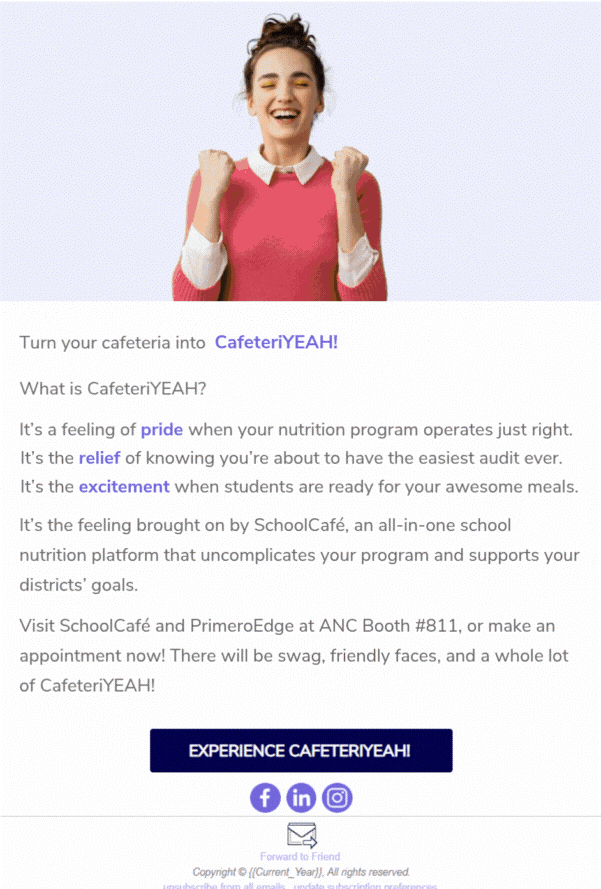 Turn your cafeteria into CafeteriYEAH!
What is CafeteriYEAH?
It's a feeling of pride when your nutrition program operates just right.
It's the relief of knowing you're about to have the easiest audit ever.
It's the excitement when students are ready for your awesome meals.
It's the feeling brought on by SchoolCafé, an all-in-one school
nutrition platform that uncomplicates your program and supports your
districts' goals.
Visit SchoolCafé and PrimeroEdge at ANC Booth #811, or make an
appointment now! There will be swag, friendly faces, and a whole lot
of CafeteriYEAH!
EXPERIENCE CAFETERIYEAH!
f in
Forward to Friend
Copyright © {{Current_Year}}, All rights reserved.
unsubscribe from all emails update subscription preferences